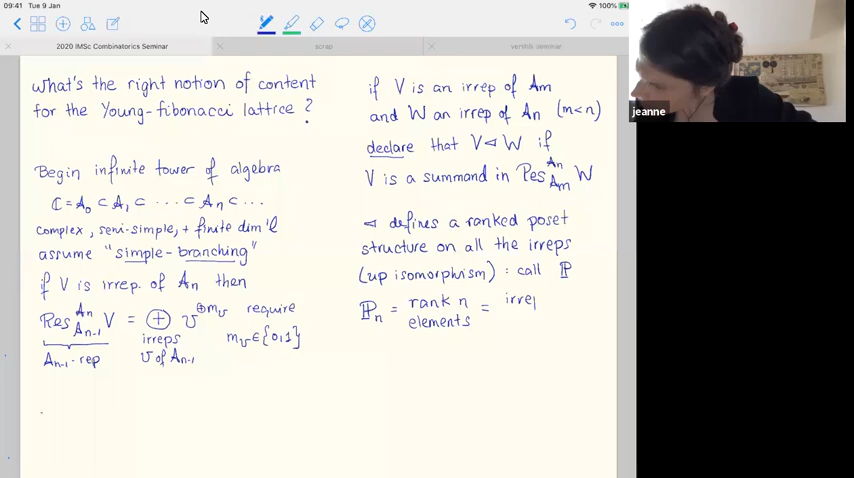 09:41 Tue 9 Jan
100%
2020 IMSc Combinatorics Seminar
scrap
vershik seminar
jeanne
what's the right notion of content
for the Young-fibonacci lattice ?
Begin infinite tower of algebra
ℂ = A₀ ⊂ A₁ ⊂ ··· ⊂ Aₙ ⊂ ···
complex, semi-simple, + finite dim'l
assume "simple-branching"
if V is irrep. of Aₙ then
Res^{Aₙ}_{Aₙ₋₁} V = ⊕ v^{⊕m_v} require
irreps m_v ∈ {0,1}
Aₙ₋₁-rep v of Aₙ₋₁
if V is an irrep of Am
and W an irrep of An (m<n)
declare that V ◁ W if
V is a summand in Res^{An}_{Am} W
◁ defines a ranked poset
structure on all the irreps
(up isomorphism) : call ℙ
ℙₙ = rank n = irrep
elements